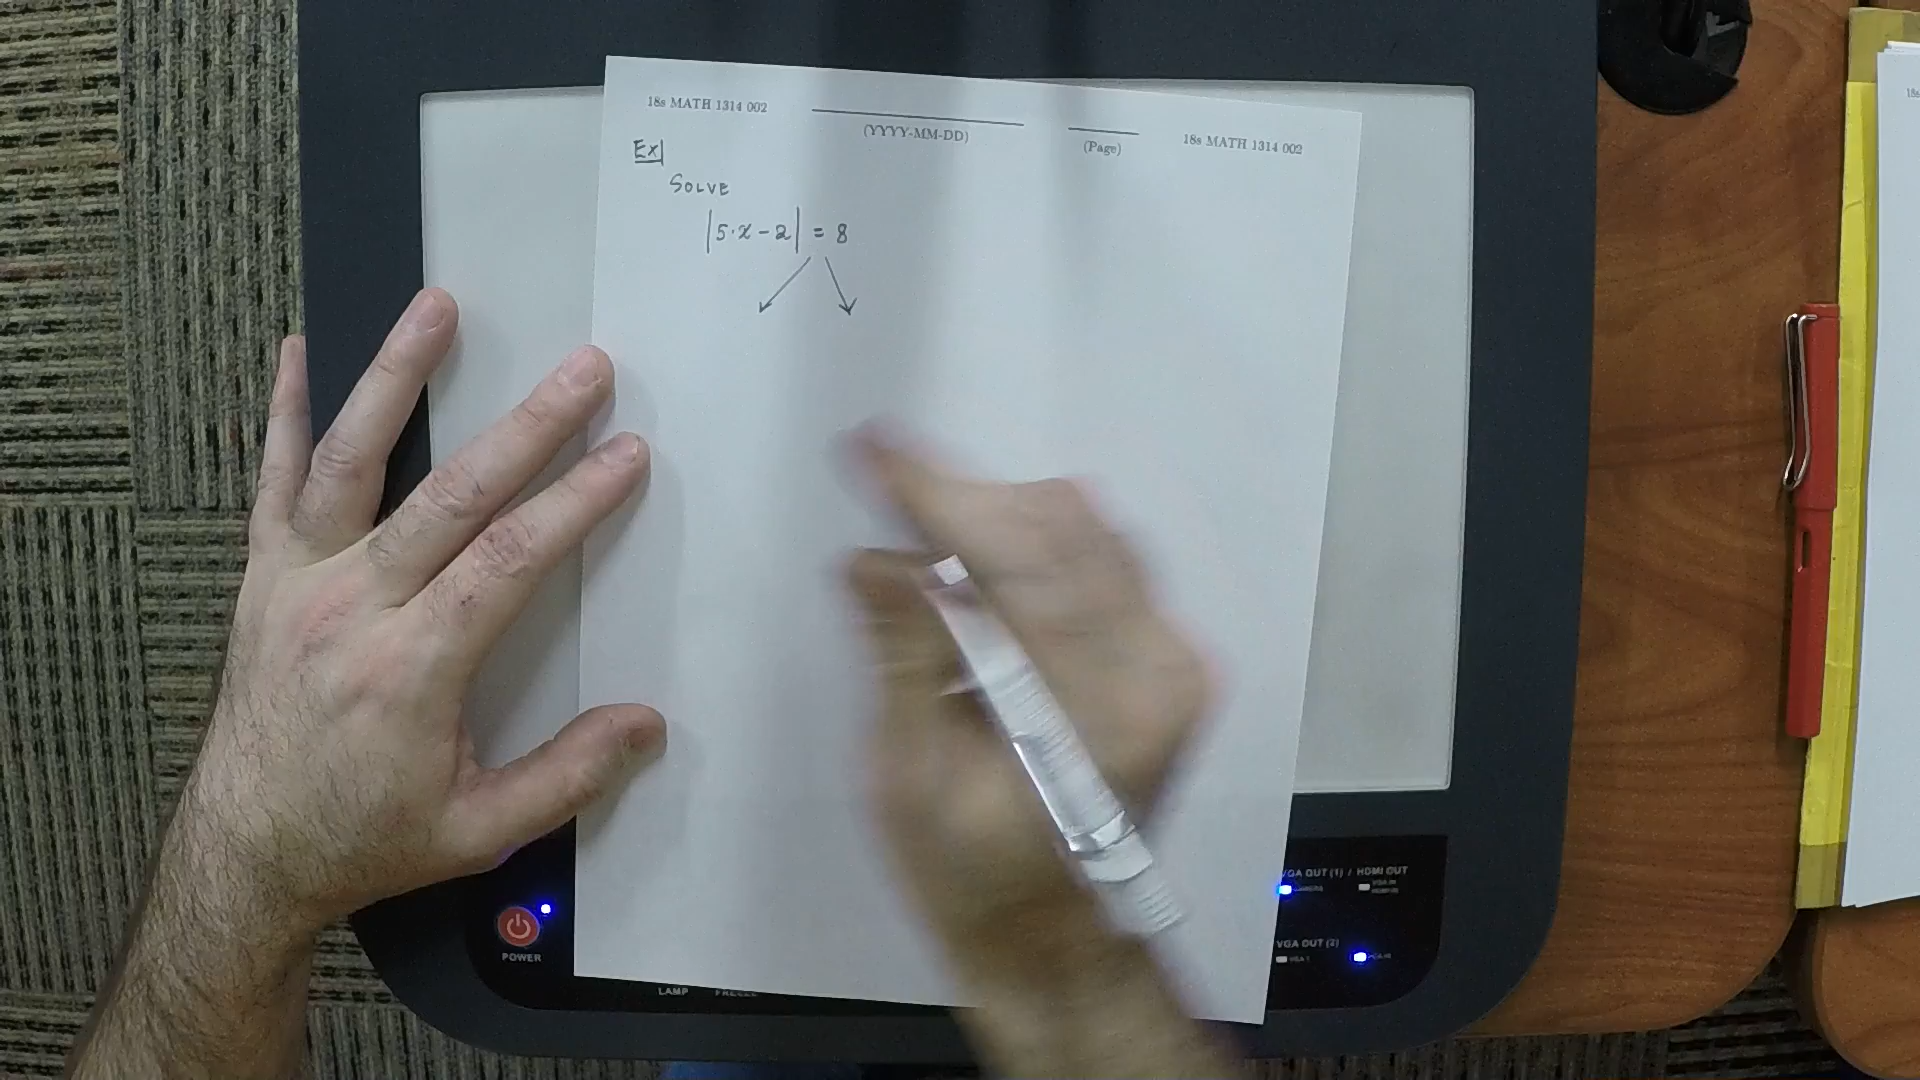 18s MATH 1314 002
(YYYY-MM-DD)
(Page)
18s MATH 1314 002
Ex
SOLVE
|5·x-2| = 8
POWER
LAMP
VGA OUT (1) / HDMI OUT
VGA OUT (2)
18s